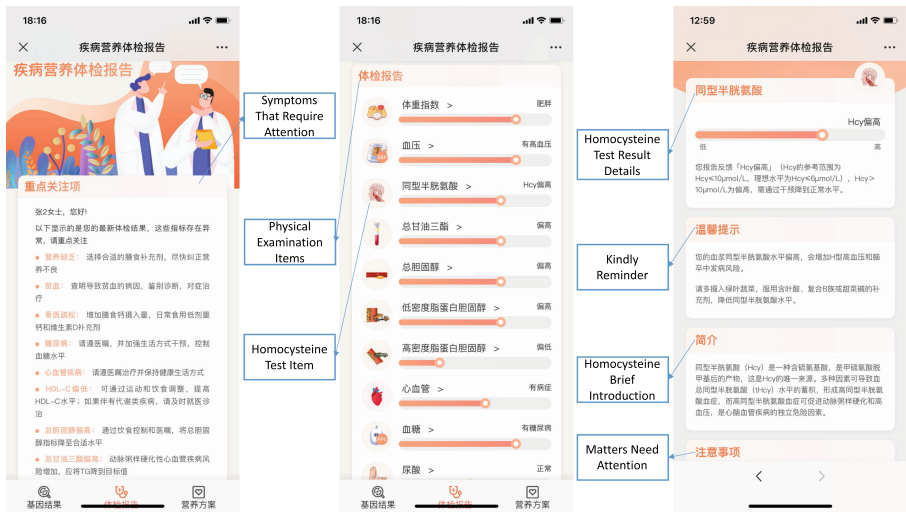 18:16
疾病营养体检报告
疾病营养体检报告
重点关注项
张2女士，您好!
以下显示的是您的最新体检结果，这些指标存在异
常，请重点关注
营养缺乏： 选择合适的膳食补充剂，尽快纠正营
养不良
贫血： 查明导致贫血的病因，鉴别诊断，对症治
疗
骨质疏松： 增加膳食钙摄入量，日常食用低剂量
钙和维生素D补充剂
糖尿病： 请遵医嘱，并加强生活方式干预，控制
血糖水平
心血管疾病： 请遵医嘱治疗并保持健康生活方式
HDL-C偏低： 可通过运动和饮食调整，提高
HDL-C水平；如果伴有代谢类疾病，请及时就医诊
治
总胆固醇偏高： 通过饮食控制和医嘱，将总胆固
醇指标降至合适水平
总甘油三酯偏高： 动脉粥样硬化性心血管疾病风
险增加，应将TG降到目标值
基因结果
体检报告
营养方案
Symptoms
That Require
Attention
Physical
Examination
Items
Homocysteine
Test Item
18:16
疾病营养体检报告
体检报告
体重指数 >
肥胖
血压 >
有高血压
同型半胱氨酸 >
Hcy偏高
总甘油三酯 >
偏高
总胆固醇 >
偏高
低密度脂蛋白胆固醇 >
偏高
高密度脂蛋白胆固醇 >
偏低
心血管 >
有病症
血糖 >
有糖尿病
尿酸 >
正常
基因结果
体检报告
营养方案
Homocysteine
Test Result
Details
Kindly
Reminder
Homocysteine
Brief
Introduction
Matters Need
Attention
12:59
疾病营养体检报告
同型半胱氨酸
Hcy偏高
低
高
您报告反馈「Hcy偏高」（Hcy的参考范围为
Hcy≤10μmol/L，理想水平为Hcy≤6μmol/L），Hcy＞
10μmol/L为偏高，需通过干预降到正常水平。
温馨提示
您的血浆同型半胱氨酸水平偏高，会增加H型高血压和脑
卒中发病风险。
请多摄入绿叶蔬菜，服用含叶酸、复合B族或甜菜碱的补
充剂，降低同型半胱氨酸水平。
简介
同型半胱氨酸（Hcy）是一种含硫氨基酸，是甲硫氨酸脱
甲基后的产物，这是Hcy的唯一来源，多种因素可导致血
总同型半胱氨酸（tHcy）水平的蓄积，形成高同型半胱氨
酸血症，而高同型半胱氨酸血症可促进动脉粥样硬化和高
血压，是心脑血管疾病的独立危险因素。
注意事项